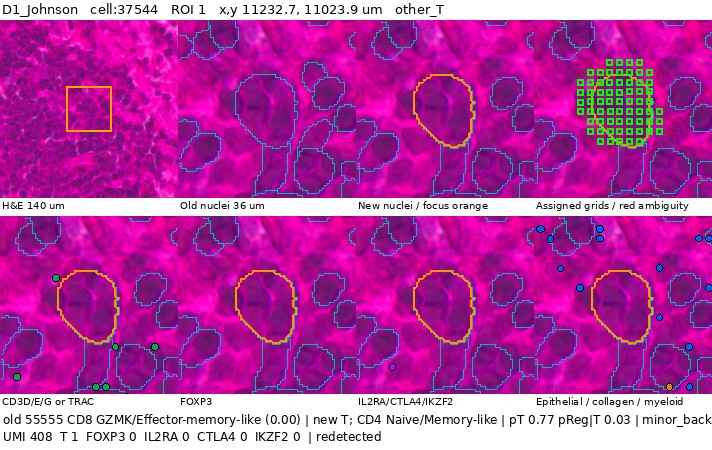 D1_Johnson cell:37544 ROI 1 x,y 11232.7, 11023.9 um other_T
H&E 140 um
Old nuclei 36 um
New nuclei / focus orange
Assigned grids / red ambiguity
CD3D/E/G or TRAC
FOXP3
IL2RA/CTLA4/IKZF2
Epithelial / collagen / myeloid
old 55555 CD8 GZMK/Effector-memory-like (0.00) | new T; CD4 Naive/Memory-like | pT 0.77 pReg|T 0.03 | minor_back
UMI 408 T 1 FOXP3 0 IL2RA 0 CTLA4 0 IKZF2 0 | redetected